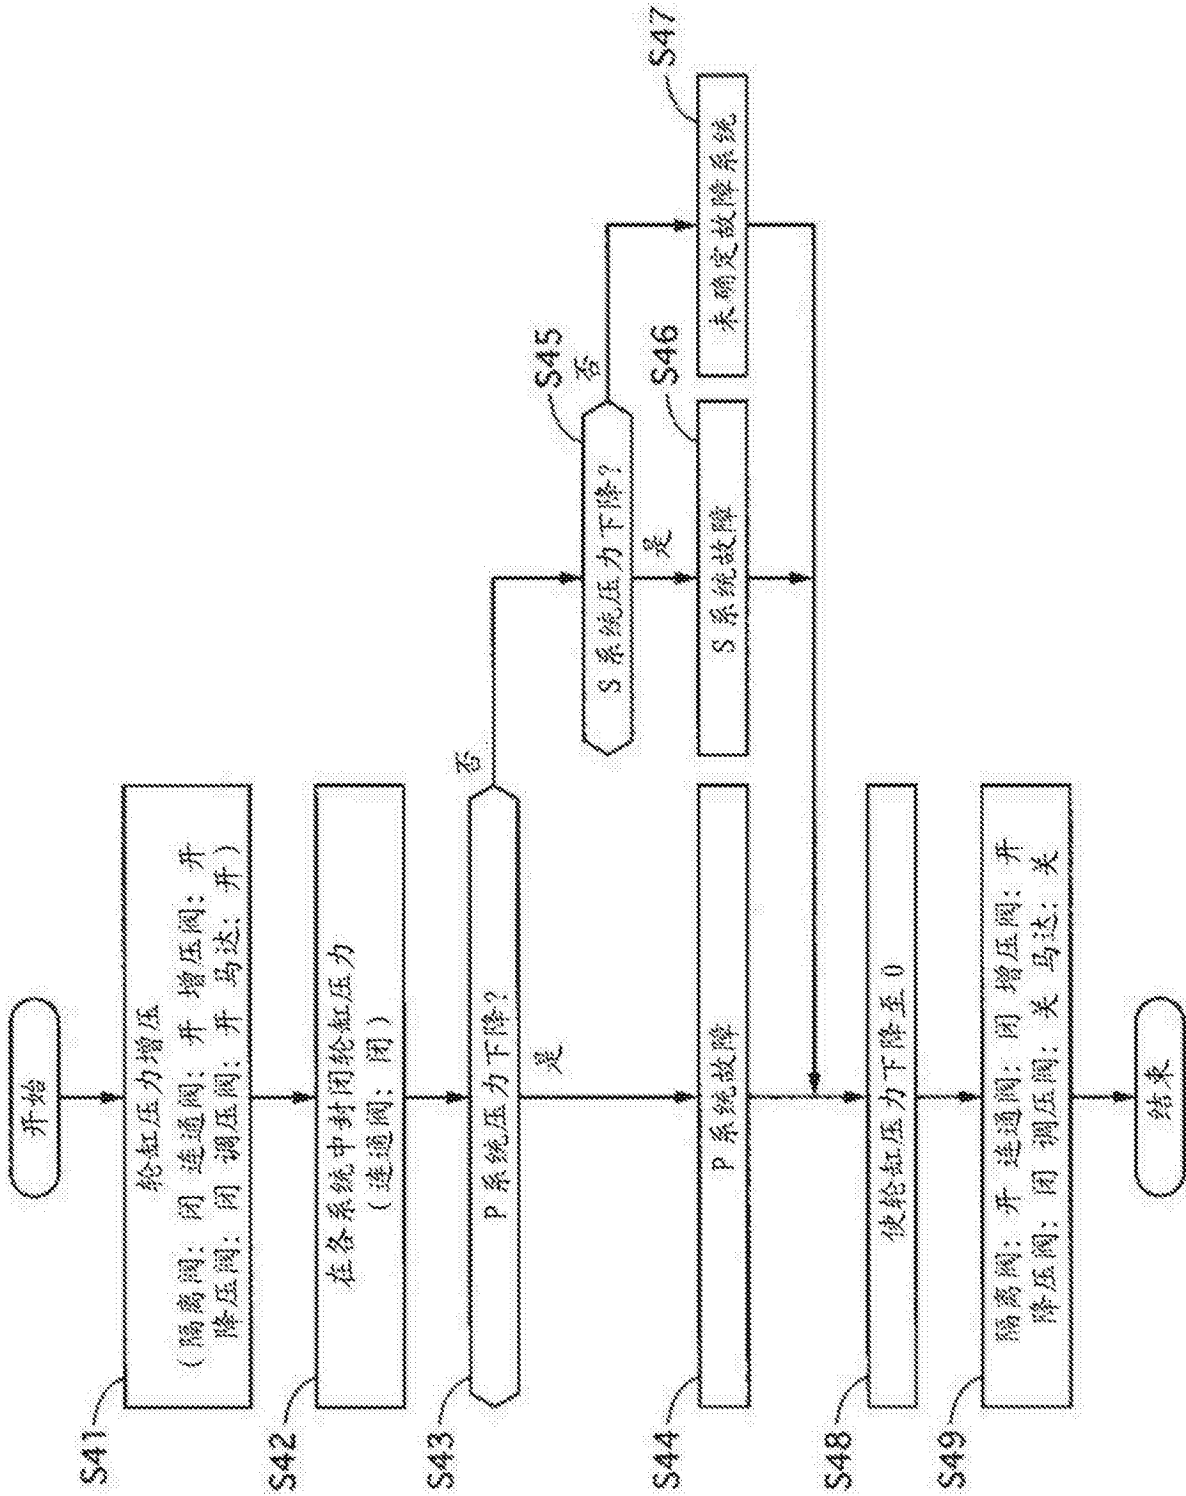 开始
S41
轮缸压力增压
(隔离阀: 闭 连通阀: 开 增压阀: 开
降压阀: 闭 调压阀: 开 马达: 开)
S42
在各系统中封闭轮缸压力
(连通阀: 闭)
S43
P 系统压力下降?
否
是
S45
S 系统压力下降?
否
是
S44
P 系统故障
S46
S 系统故障
S47
未确定故障系统
S48
使轮缸压力下降至 0
S49
隔离阀: 开 连通阀: 闭 增压阀: 开
降压阀: 闭 调压阀: 关 马达: 关
结束